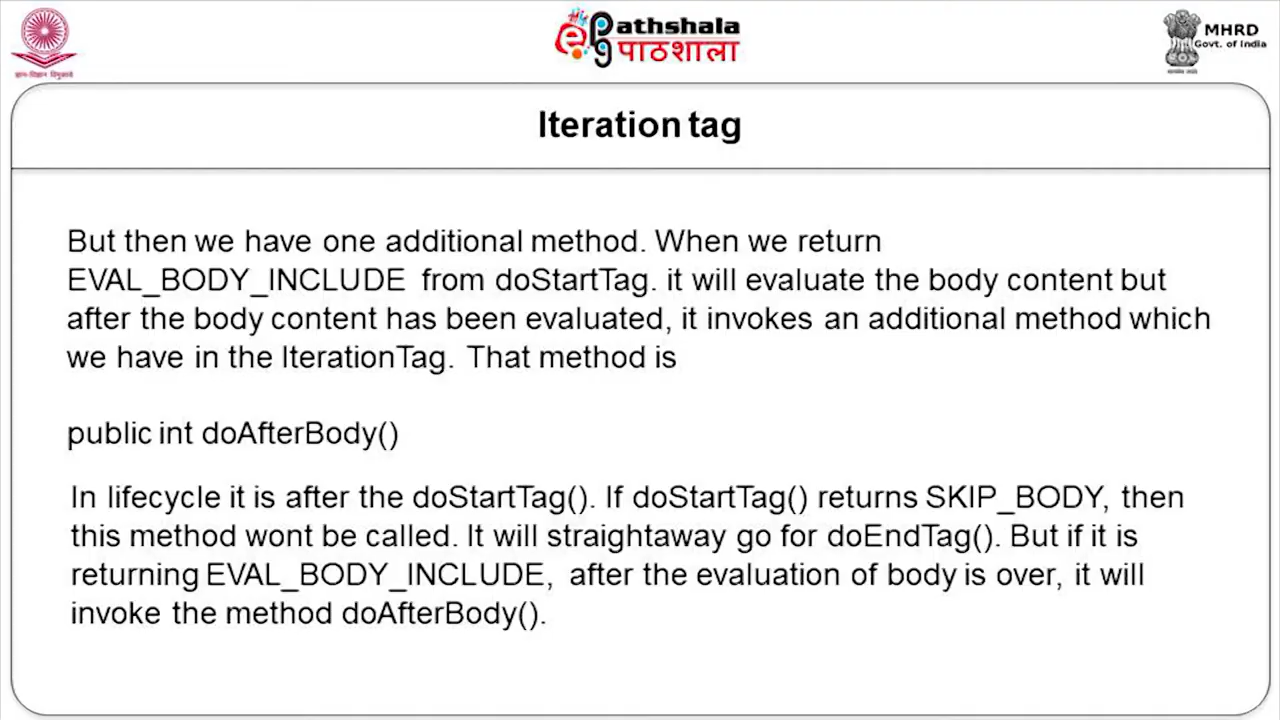 ज्ञान-विज्ञान विमुक्तये
ePathshala
पाठशाला
MHRD
Govt. of India
Iteration tag
But then we have one additional method. When we return
EVAL_BODY_INCLUDE from doStartTag. it will evaluate the body content but
after the body content has been evaluated, it invokes an additional method which
we have in the IterationTag. That method is
public int doAfterBody()
In lifecycle it is after the doStartTag(). If doStartTag() returns SKIP_BODY, then
this method wont be called. It will straightaway go for doEndTag(). But if it is
returning EVAL_BODY_INCLUDE, after the evaluation of body is over, it will
invoke the method doAfterBody().